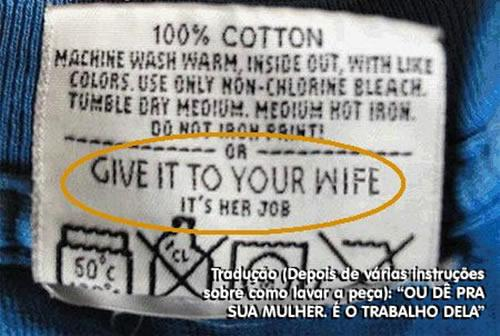 100% COTTON
MACHINE WASH WARM, INSIDE OUT, WITH LIKE
COLORS. USE ONLY NON-CHLORINE BLEACH.
TUMBLE DRY MEDIUM. MEDIUM HOT IRON.
DO NOT IRON PRINT!
OR
GIVE IT TO YOUR WIFE
IT'S HER JOB
50°C
CL
Tradução (Depois de várias instruções
sobre como lavar a peça): "OU DÊ PRA
SUA MULHER. É O TRABALHO DELA"